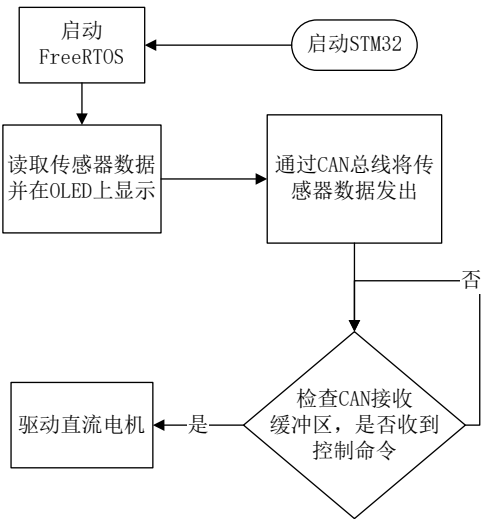 启动
FreeRTOS
启动STM32
读取传感器数据
并在OLED上显示
通过CAN总线将传
感器数据发出
否
检查CAN接收
缓冲区，是否收到
控制命令
是
驱动直流电机